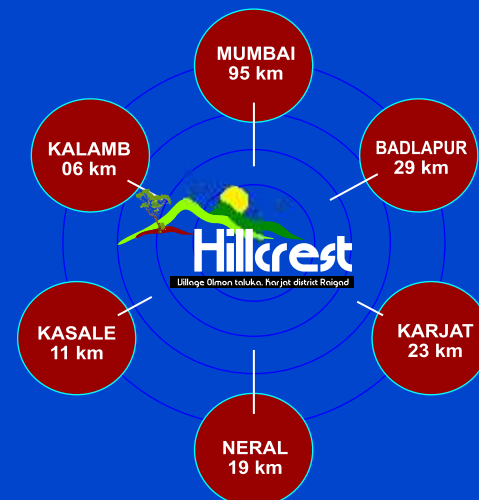 MUMBAI
95 km
KALAMB
06 km
BADLAPUR
29 km
Hillcrest
Village Olmon taluka, Karjat district Raigad
KASALE
11 km
KARJAT
23 km
NERAL
19 km